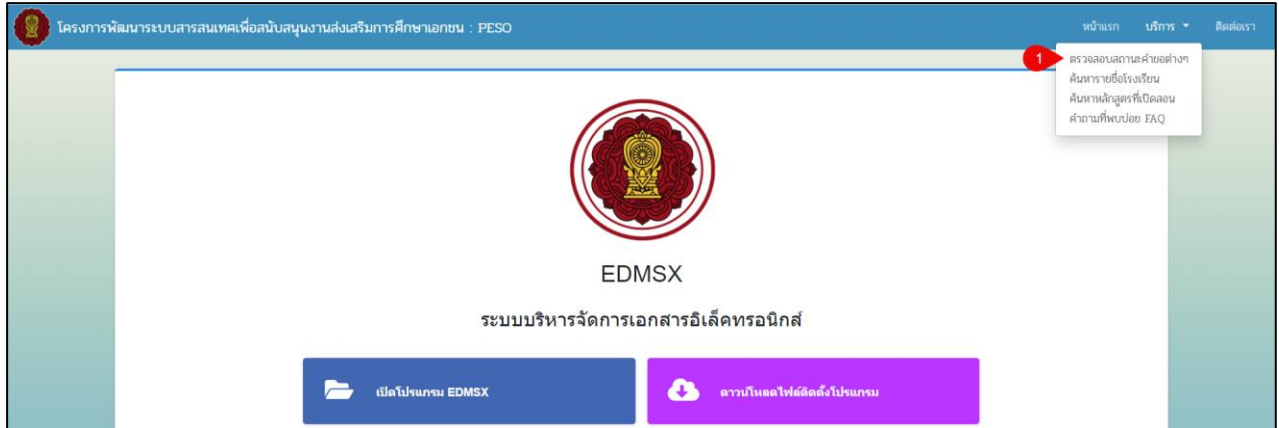 โครงการพัฒนาระบบสารสนเทศเพื่อสนับสนุนงานส่งเสริมการศึกษาเอกชน : PESO
หน้าแรก บริการ ติดต่อเรา
1 ตรวจสอบสถานะคำขอต่างๆ
ค้นหารายชื่อโรงเรียน
ค้นหาหลักสูตรที่เปิดสอน
คำถามที่พบบ่อย FAQ
EDMSX
ระบบบริหารจัดการเอกสารอิเล็คทรอนิกส์
เปิดโปรแกรม EDMSX
ดาวน์โหลดไฟล์ติดตั้งโปรแกรม